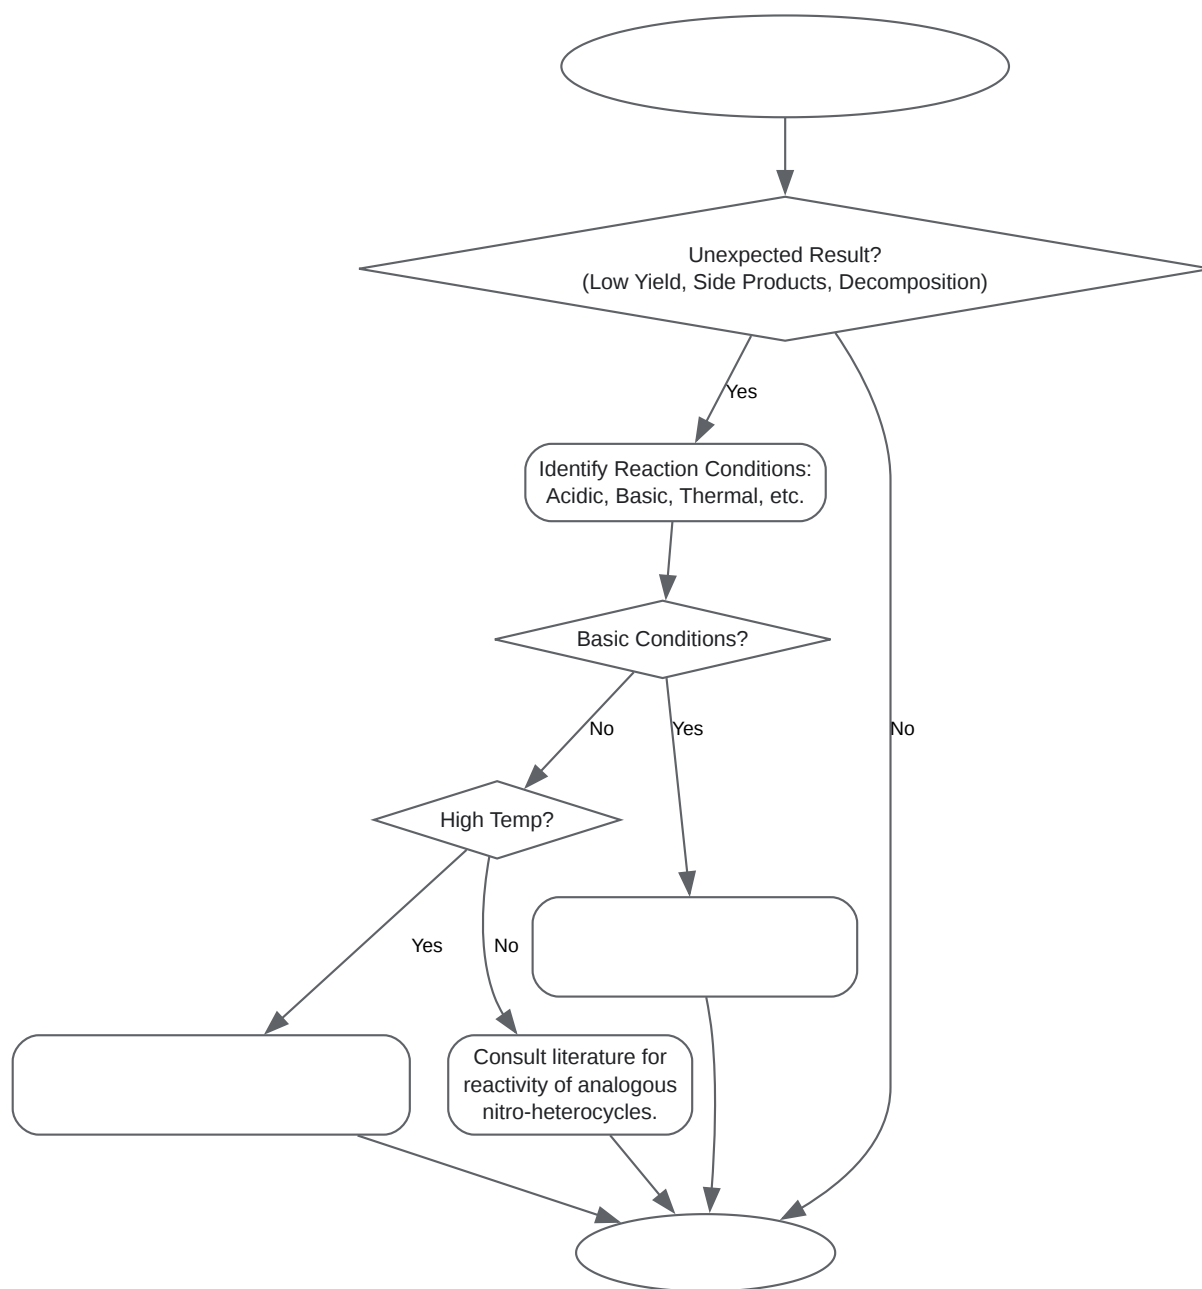 Unexpected Result?
(Low Yield, Side Products, Decomposition)
Yes
Identify Reaction Conditions:
Acidic, Basic, Thermal, etc.
Basic Conditions?
No
Yes
No
High Temp?
Yes
No
Consult literature for
reactivity of analogous
nitro-heterocycles.